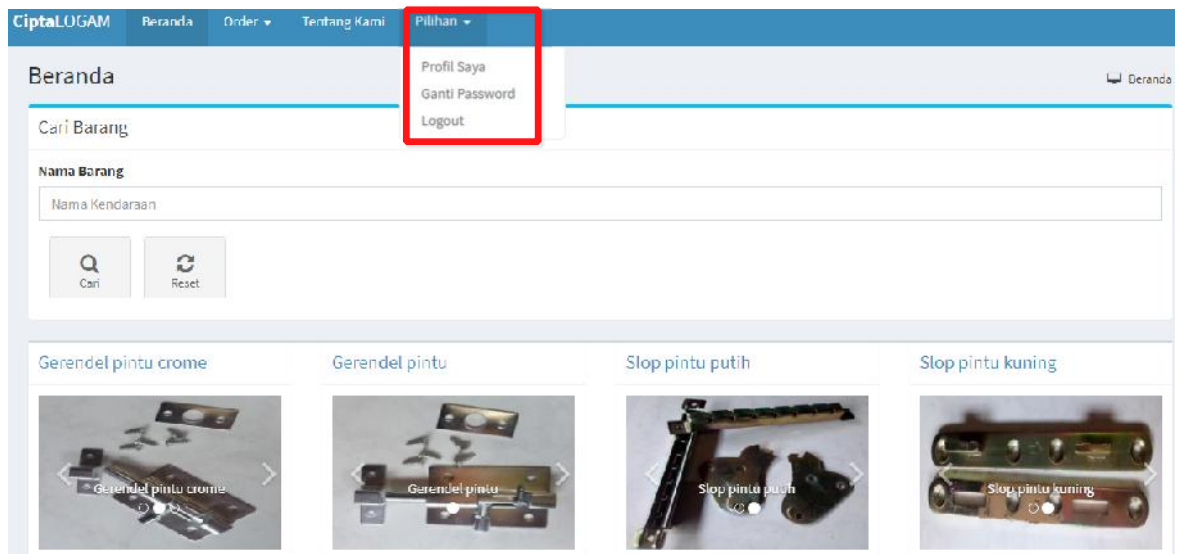 CiptaLOGAM Beranda Order Tentang Kami Pilihan
Profil Saya
Ganti Password
Logout
Beranda
Beranda
Cari Barang
Nama Barang
Nama Kendaraan
Cari Reset
Gerendel pintu crome Gerendel pintu Slop pintu putih Slop pintu kuning
Gerendel pintu crome Gerendel pintu Slop pintu putih Slop pintu kuning